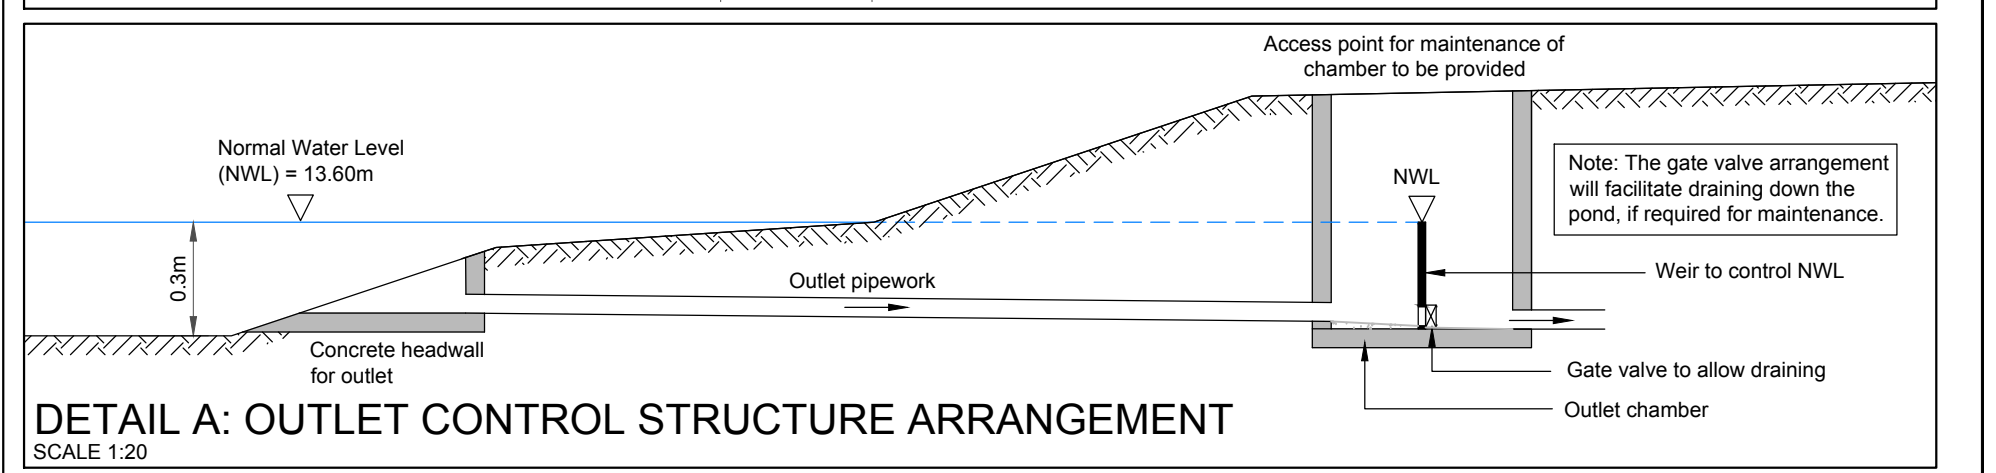 Access point for maintenance of
chamber to be provided
Normal Water Level
(NWL) = 13.60m
NWL
Note: The gate valve arrangement
will facilitate draining down the
pond, if required for maintenance.
0.3m
Outlet pipework
Weir to control NWL
Concrete headwall
for outlet
Gate valve to allow draining
Outlet chamber
DETAIL A: OUTLET CONTROL STRUCTURE ARRANGEMENT
SCALE 1:20